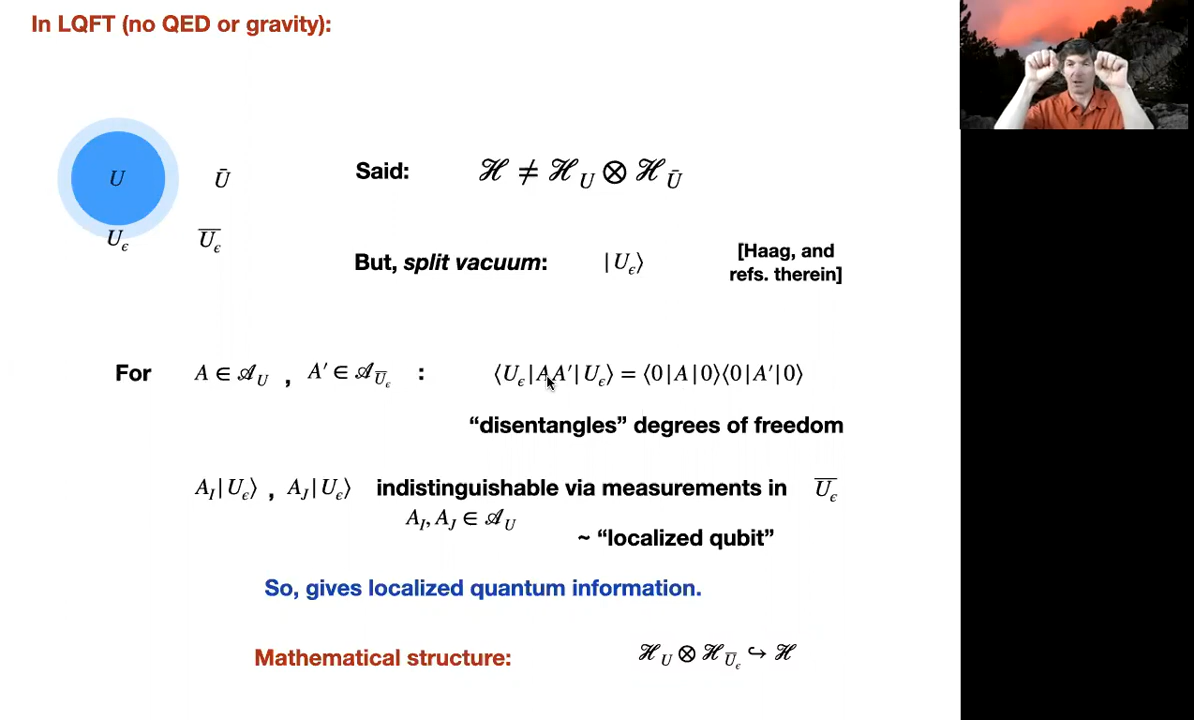 In LQFT (no QED or gravity):
U Ū
U_ϵ \overline{U_ϵ}
Said: ℋ ≠ ℋ_U ⊗ ℋ_Ū
But, split vacuum: |U_ϵ⟩ [Haag, and
refs. therein]
For A ∈ 𝒜_U , A′ ∈ 𝒜_{\overline{U}_ϵ} : ⟨U_ϵ|AA′|U_ϵ⟩ = ⟨0|A|0⟩⟨0|A′|0⟩
“disentangles” degrees of freedom
A_I|U_ϵ⟩ , A_J|U_ϵ⟩ indistinguishable via measurements in \overline{U_ϵ}
A_I, A_J ∈ 𝒜_U
~ “localized qubit”
So, gives localized quantum information.
Mathematical structure: ℋ_U ⊗ ℋ_{\overline{U}_ϵ} ↪ ℋ